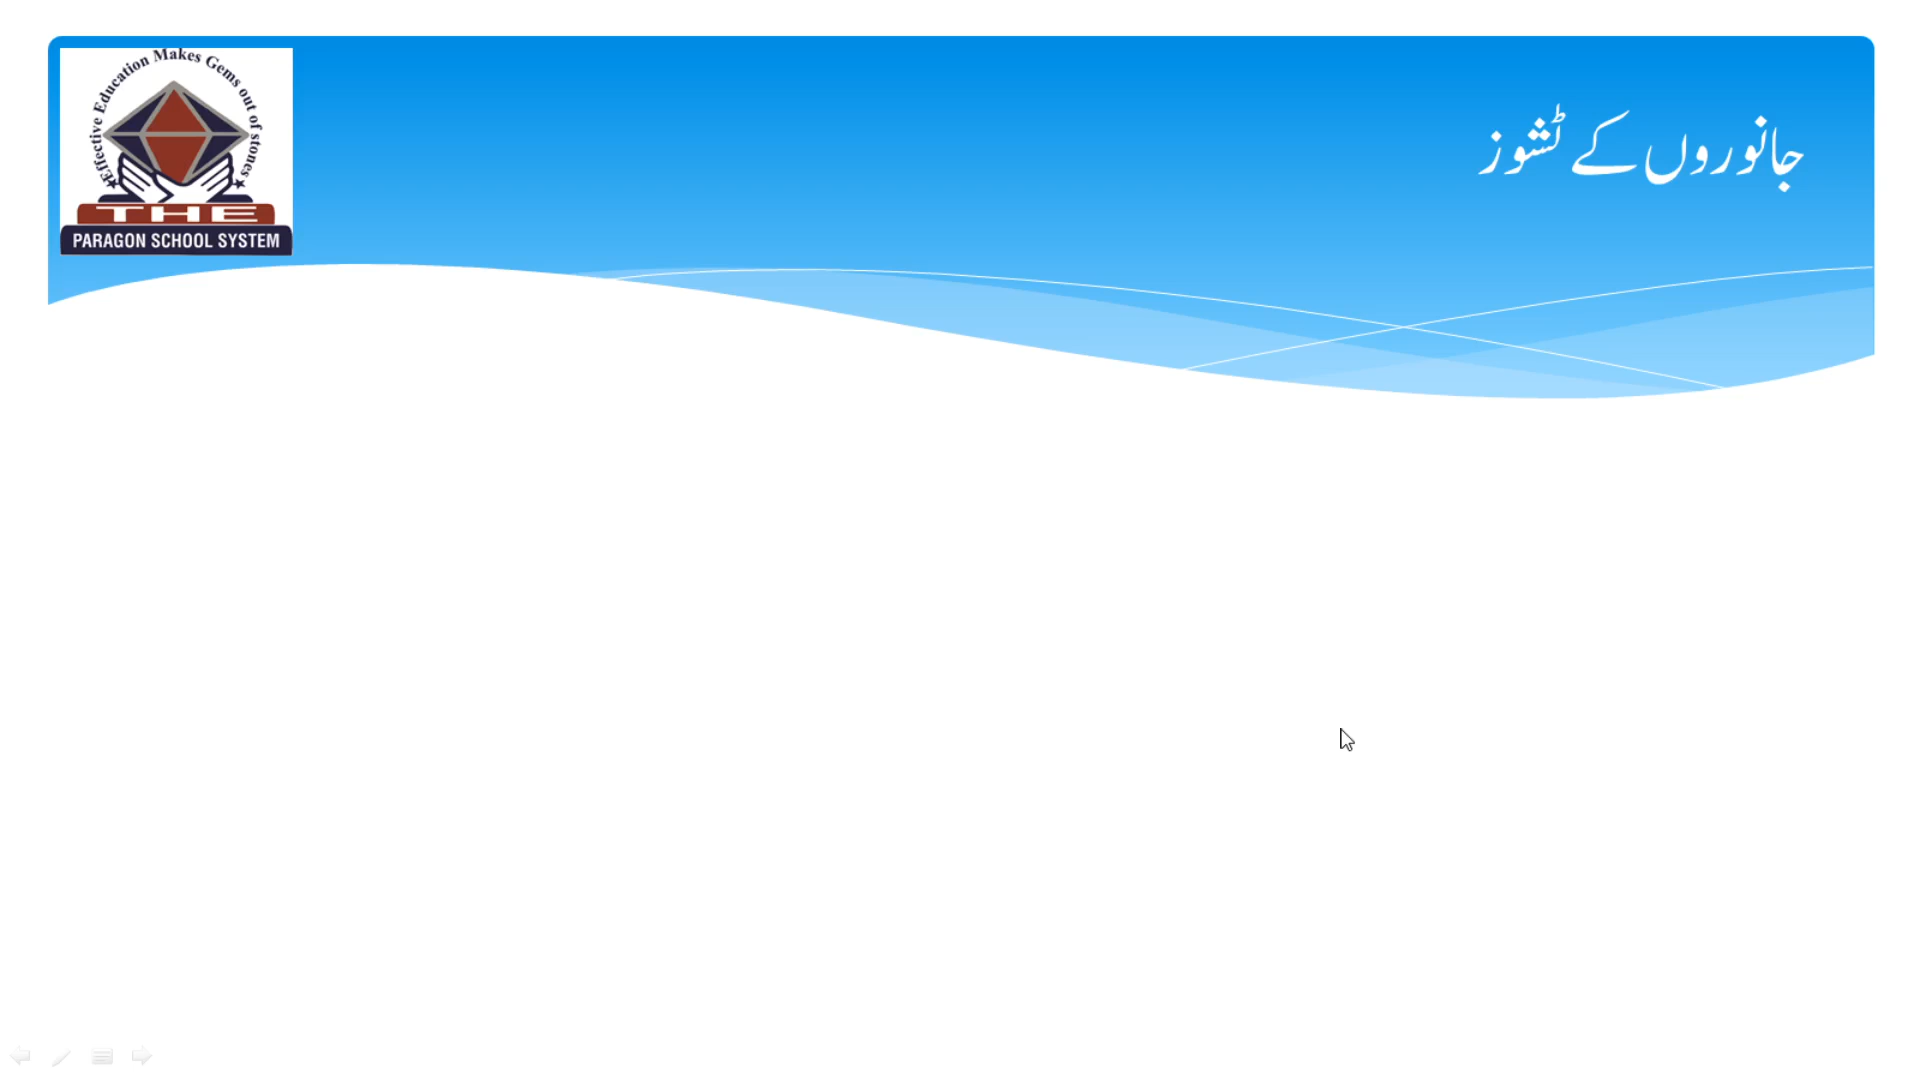 Effective Education Makes Gems out of stones
THE
PARAGON SCHOOL SYSTEM
جانوروں کے ٹشوز